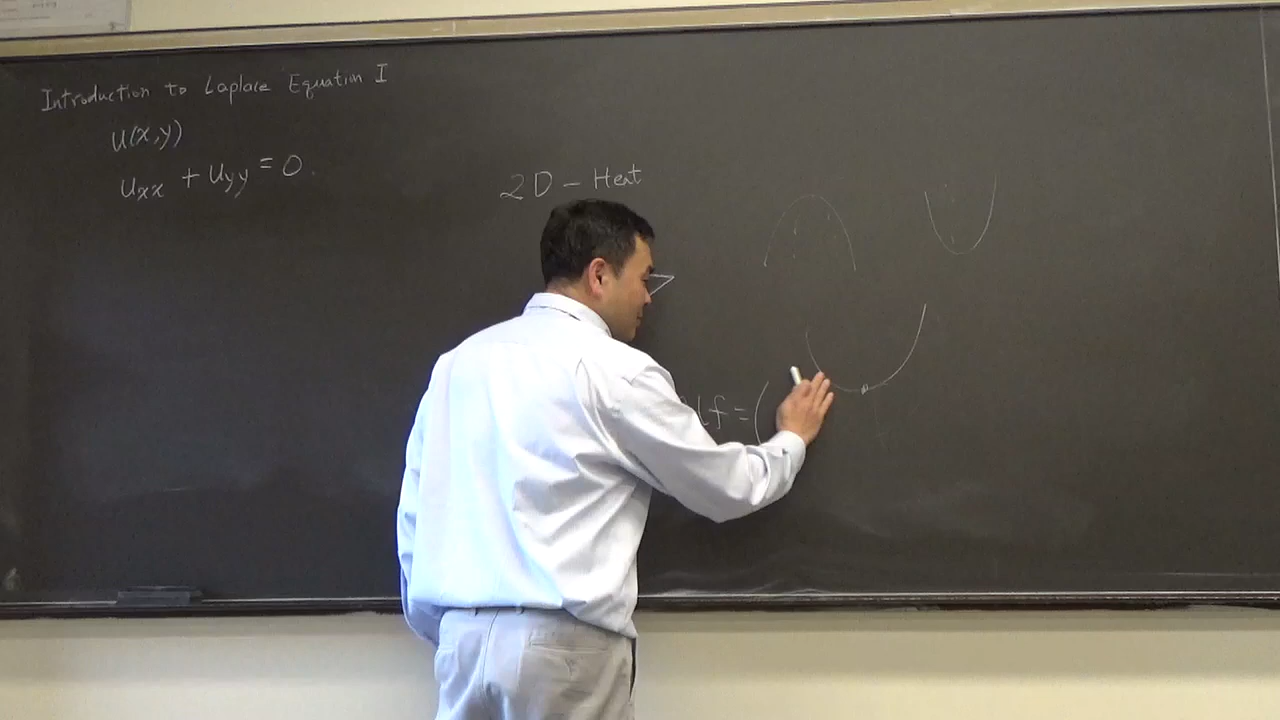 Introduction to Laplace Equation I
u(x,y)
uxx + uyy = 0.
2D - Heat
f = (